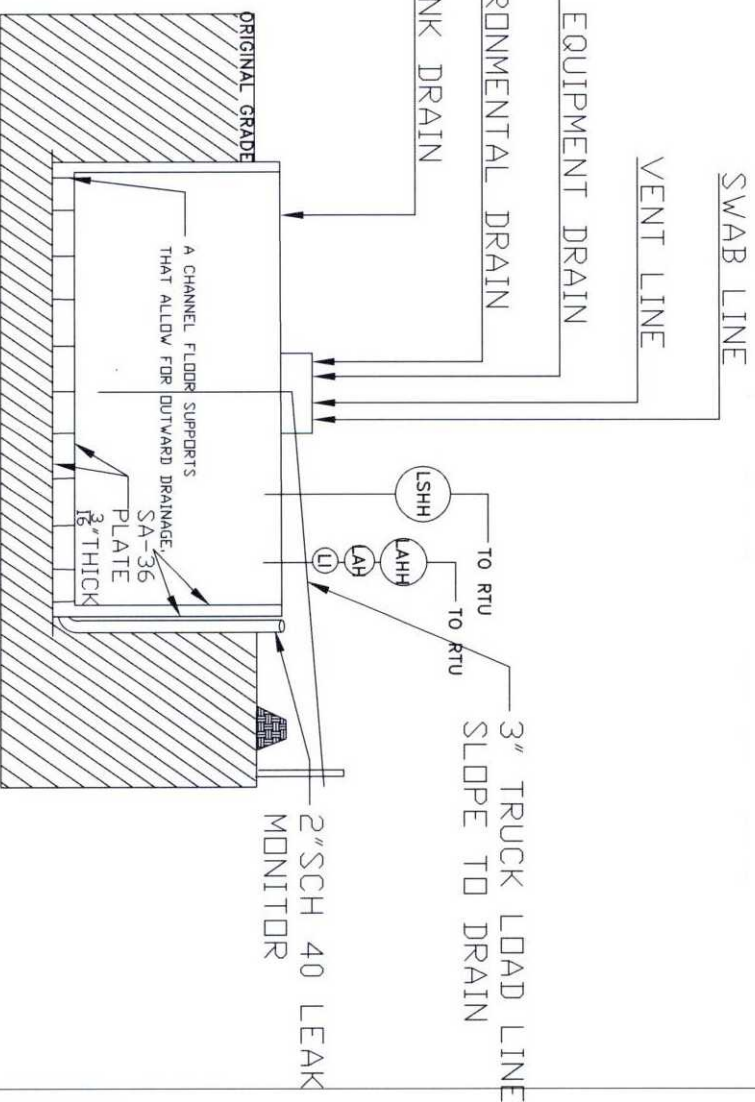 SWAB LINE
VENT LINE
EQUIPMENT DRAIN
RONMENTAL DRAIN
NK DRAIN
TO RTU
TO RTU
LSHH
LAHH
LAH
LI
3" TRUCK LOAD LINE
SLOPE TO DRAIN
ORIGINAL GRADE
A CHANNEL FLOOR SUPPORTS
THAT ALLOW FOR OUTWARD DRAINAGE,
SA-36
PLATE
3/16" THICK
2"SCH 40 LEAK
MONITOR